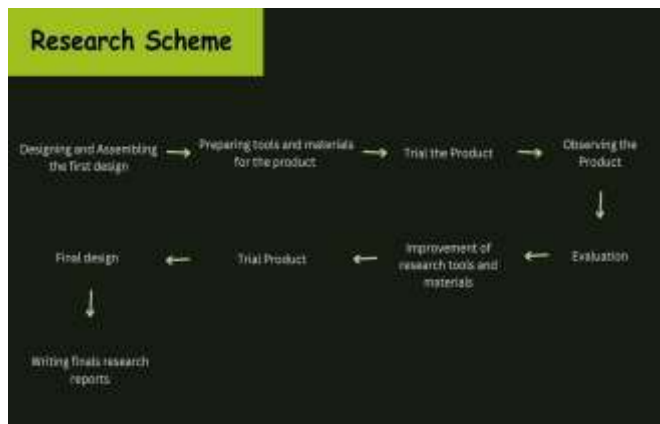 Research Scheme
Designing and Assembling
the first design
Preparing tools and materials
for the product
Trial the Product
Observing the
Product
Evaluation
Improvement of
research tools and
materials
Trial Product
Final design
Writing finals research
reports